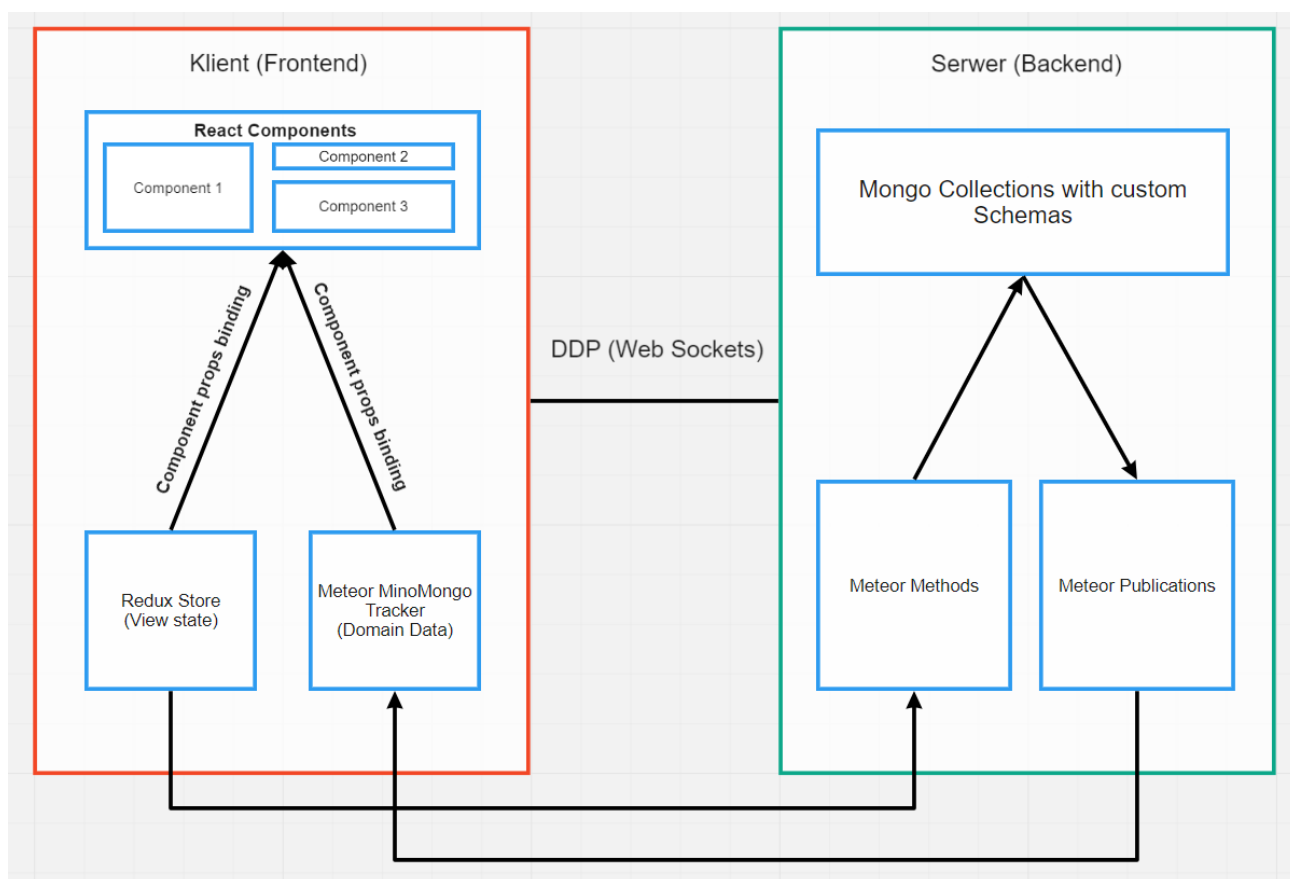 Klient (Frontend)
React Components
Component 1
Component 2
Component 3
Component props binding
Component props binding
Redux Store
(View state)
Meteor MinoMongo
Tracker
(Domain Data)
DDP (Web Sockets)
Serwer (Backend)
Mongo Collections with custom
Schemas
Meteor Methods
Meteor Publications